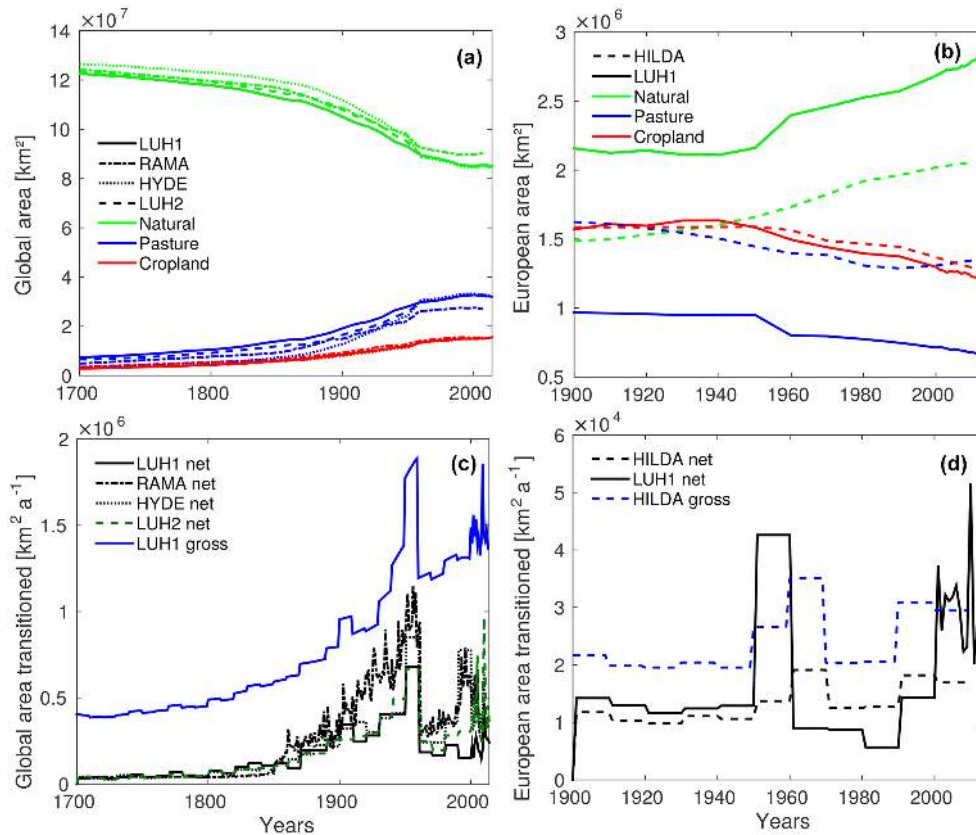 ×10⁷
14
12
10
8
6
4
2
0
Global area [km²]
(a)
LUH1
RAMA
HYDE
LUH2
Natural
Pasture
Cropland
1700
1800
1900
2000
×10⁶
3
2.5
2
1.5
1
0.5
European area [km²]
(b)
HILDA
LUH1
Natural
Pasture
Cropland
1900
1920
1940
1960
1980
2000
×10⁶
2
1.5
1
0.5
0
Global area transitioned [km² a⁻¹]
(c)
LUH1 net
RAMA net
HYDE net
LUH2 net
LUH1 gross
1700
1800
1900
2000
Years
×10⁴
6
5
4
3
2
1
0
European area transitioned [km² a⁻¹]
(d)
HILDA net
LUH1 net
HILDA gross
1900
1920
1940
1960
1980
2000
Years